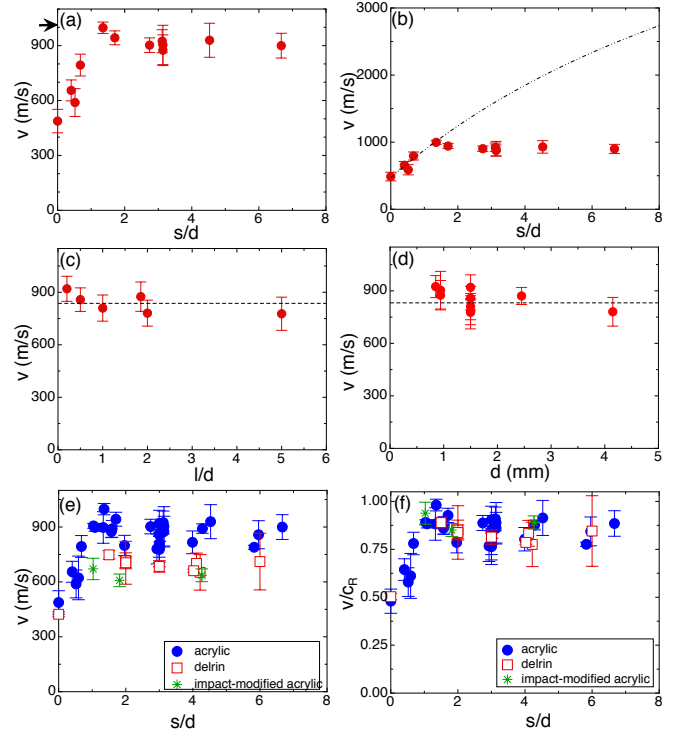 (a)
900
600
300
0
v (m/s)
0 2 4 6 8
s/d
(b)
3000
2000
1000
0
v (m/s)
0 2 4 6 8
s/d
(c)
900
600
300
0
v (m/s)
0 1 2 3 4 5
l/d
(d)
900
600
300
0
v (m/s)
0 1 2 3 4 5
d (mm)
(e)
900
600
300
0
v (m/s)
acrylic
delrin
impact-modified acrylic
0 2 4 6 8
s/d
(f)
1.00
0.75
0.50
0.25
0.00
v/cR
acrylic
delrin
impact-modified acrylic
0 2 4 6 8
s/d